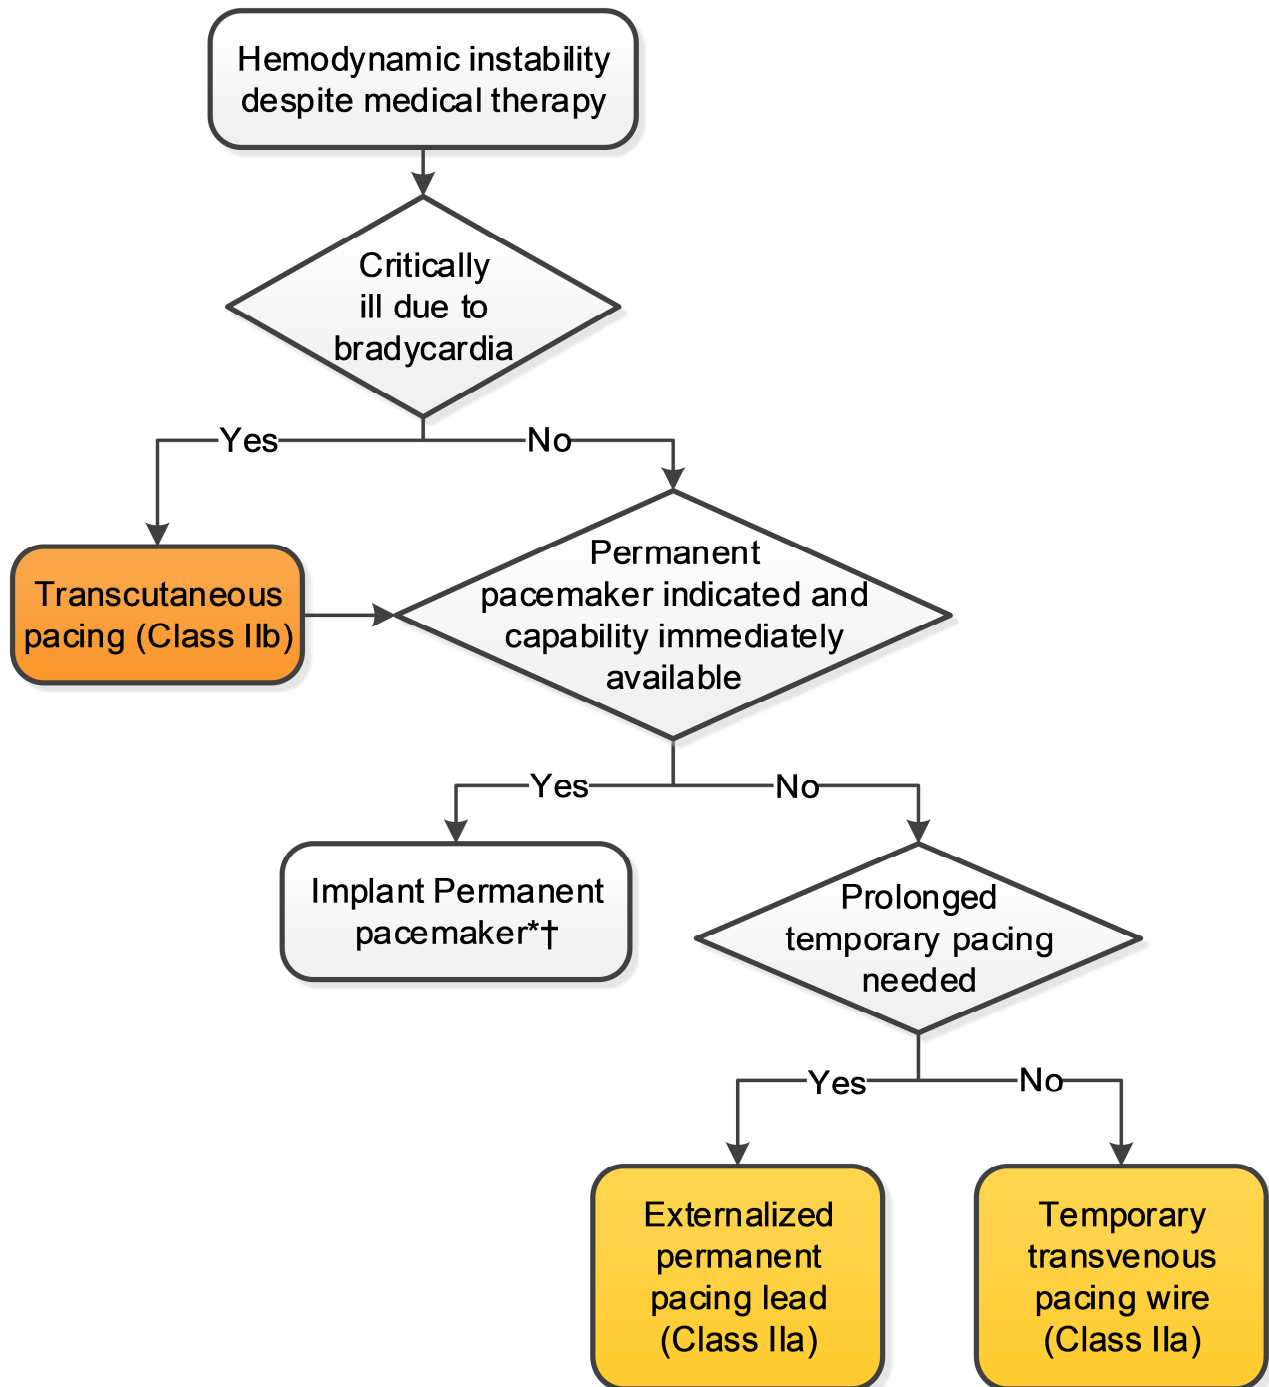 Hemodynamic instability
despite medical therapy
Critically
ill due to
bradycardia
Yes
No
Transcutaneous
pacing (Class IIb)
Permanent
pacemaker indicated and
capability immediately
available
Yes
No
Implant Permanent
pacemaker*†
Prolonged
temporary pacing
needed
Yes
No
Externalized
permanent
pacing lead
(Class IIa)
Temporary
transvenous
pacing wire
(Class IIa)